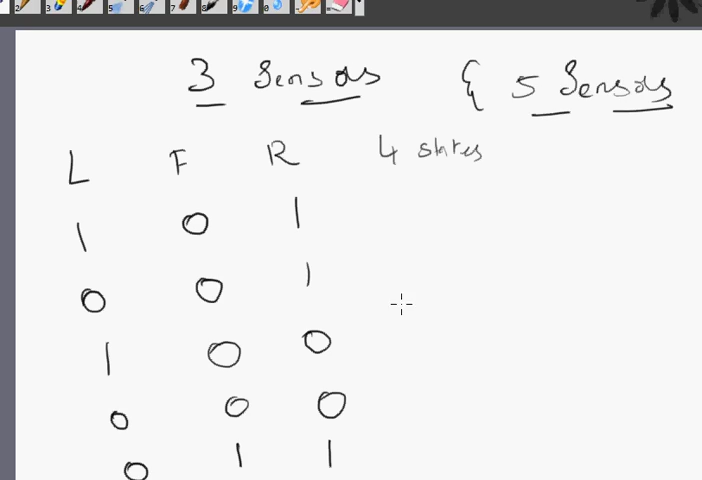 3 Sensors & 5 Sensors
L F R 4 states
1 0 1
0 0 1
1 0 0
0 0 0
0 1 1